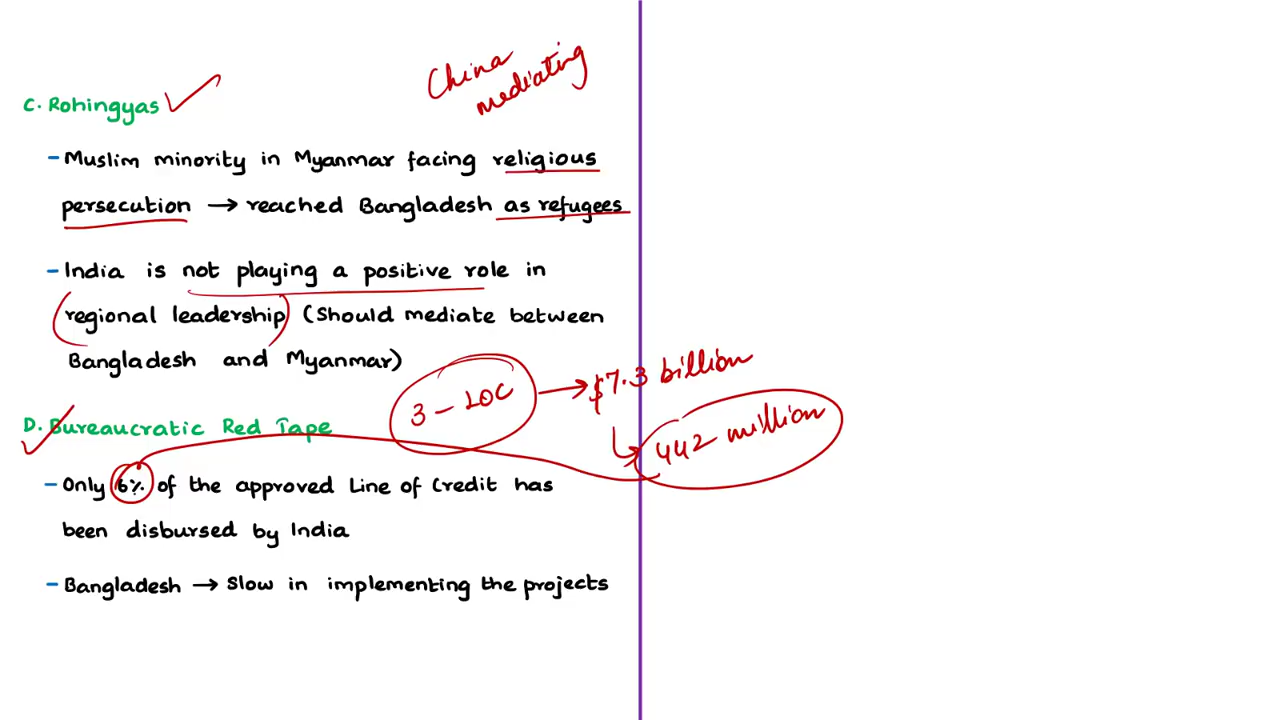 China
mediating
C. Rohingyas
- Muslim minority in Myanmar facing religious
persecution → reached Bangladesh as refugees
- India is not playing a positive role in
regional leadership (Should mediate between
Bangladesh and Myanmar)
3 - LOC → $7.3 billion
442 million
D. Bureaucratic Red Tape
- Only 6% of the approved Line of Credit has
been disbursed by India
- Bangladesh → Slow in implementing the projects